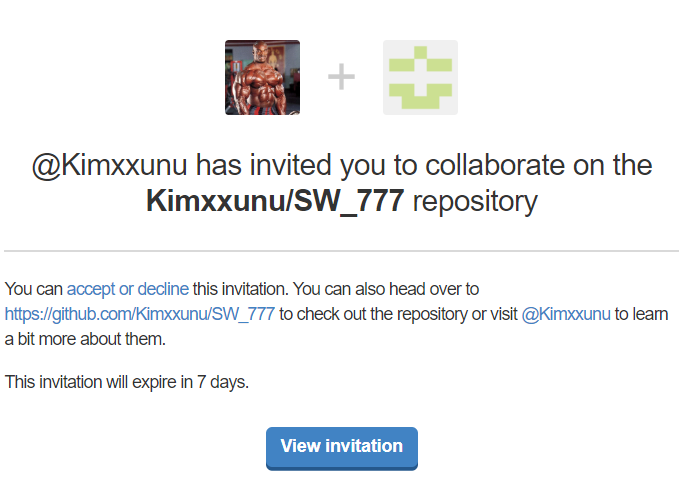 @Kimxxunu has invited you to collaborate on the
Kimxxunu/SW_777 repository
You can accept or decline this invitation. You can also head over to
https://github.com/Kimxxunu/SW_777 to check out the repository or visit @Kimxxunu to learn
a bit more about them.
This invitation will expire in 7 days.
View invitation